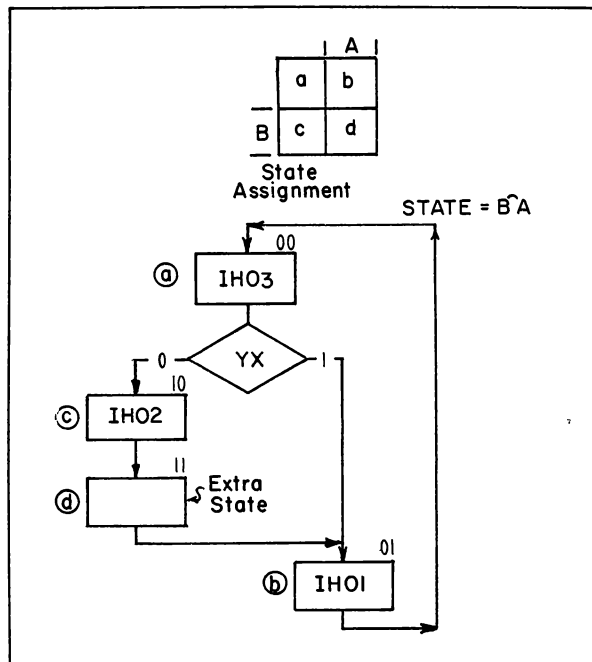 A
a b
B c d
State
Assignment
STATE = B⌢A
00
ⓐ IHO3
0 YX 1
10
ⓒ IHO2
11
ⓓ Extra
State
01
ⓑ IHO1